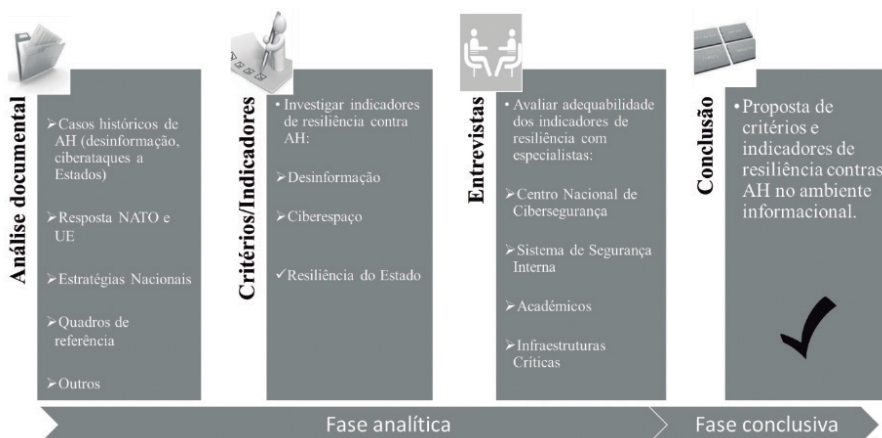 Análise documental
➢Casos históricos de
AH (desinformação,
ciberataques a
Estados)
➢Resposta NATO e
UE
➢Estratégias Nacionais
➢Quadros de
referência
➢Outros
Critérios/Indicadores
• Investigar indicadores
de resiliência contra
AH:
➢Desinformação
➢Ciberespaço
✓Resiliência do Estado
Entrevistas
• Avaliar adequabilidade
dos indicadores de
resiliência com
especialistas:
➢Centro Nacional de
Cibersegurança
➢Sistema de Segurança
Interna
➢Académicos
➢Infraestruturas
Críticas
Conclusão
• Proposta de
critérios e
indicadores de
resiliência contras
AH no ambiente
informacional.
Fase analítica
Fase conclusiva